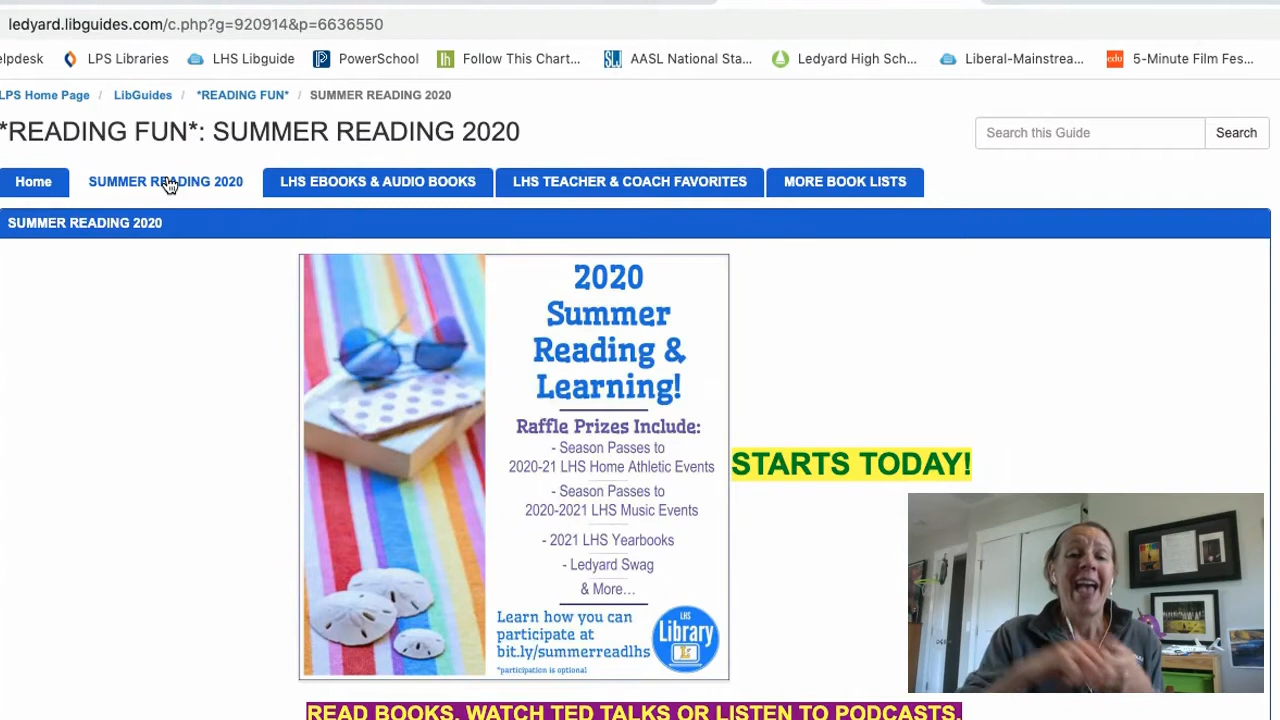 ledyard.libguides.com/c.php?g=920914&p=6636550
elpdesk LPS Libraries LHS Libguide PowerSchool Follow This Chart... AASL National Sta... Ledyard High Sch... Liberal-Mainstrea... 5-Minute Film Fes...
LPS Home Page / LibGuides / *READING FUN* / SUMMER READING 2020
*READING FUN*: SUMMER READING 2020
Search this Guide Search
Home SUMMER READING 2020 LHS EBOOKS & AUDIO BOOKS LHS TEACHER & COACH FAVORITES MORE BOOK LISTS
SUMMER READING 2020
2020
Summer
Reading &
Learning!
Raffle Prizes Include:
- Season Passes to
2020-21 LHS Home Athletic Events
- Season Passes to
2020-2021 LHS Music Events
- 2021 LHS Yearbooks
- Ledyard Swag
& More...
Learn how you can
participate at
bit.ly/summerreadlhs
*participation is optional
LHS
Library
STARTS TODAY!
READ BOOKS, WATCH TED TALKS OR LISTEN TO PODCASTS.